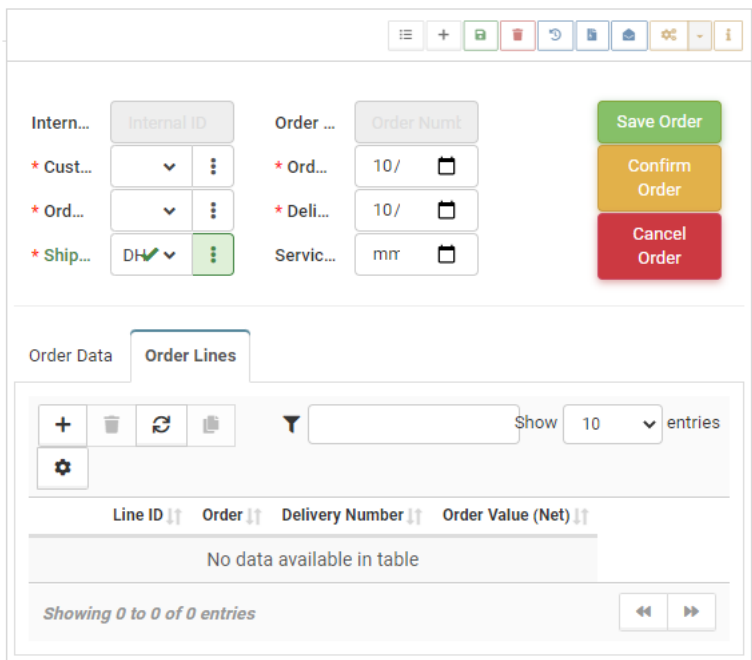 Intern... Internal ID Order ... Order Numb Save Order
* Cust... * Ord... 10/ Confirm Order
* Ord... * Deli... 10/
* Ship... DH Servic... mm Cancel Order
Order Data Order Lines
Show 10 entries
Line ID Order Delivery Number Order Value (Net)
No data available in table
Showing 0 to 0 of 0 entries